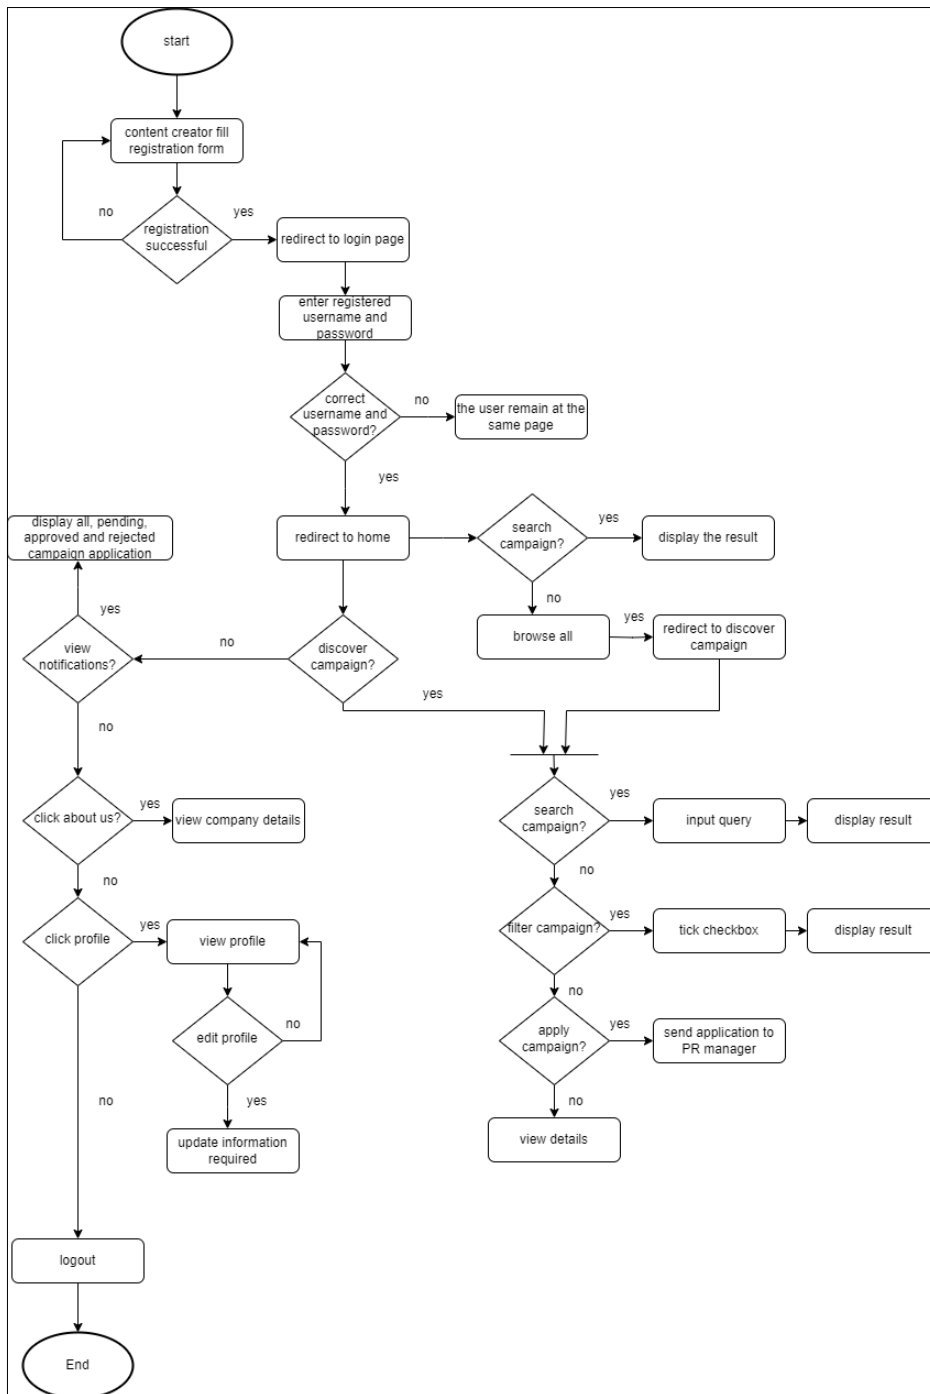 start
content creator fill
registration form
no
yes
registration
successful
redirect to login page
enter registered
username and
password
correct
username and
password?
no
the user remain at the
same page
yes
display all, pending,
approved and rejected
campaign application
redirect to home
search
campaign?
yes
display the result
yes
no
browse all
yes
redirect to discover
campaign
view
notifications?
no
discover
campaign?
yes
no
click about us?
yes
view company details
search
campaign?
yes
input query
display result
no
no
click profile
yes
view profile
filter campaign?
yes
tick checkbox
display result
no
edit profile
no
apply
campaign?
yes
send application to
PR manager
no
yes
no
update information
required
view details
logout
End